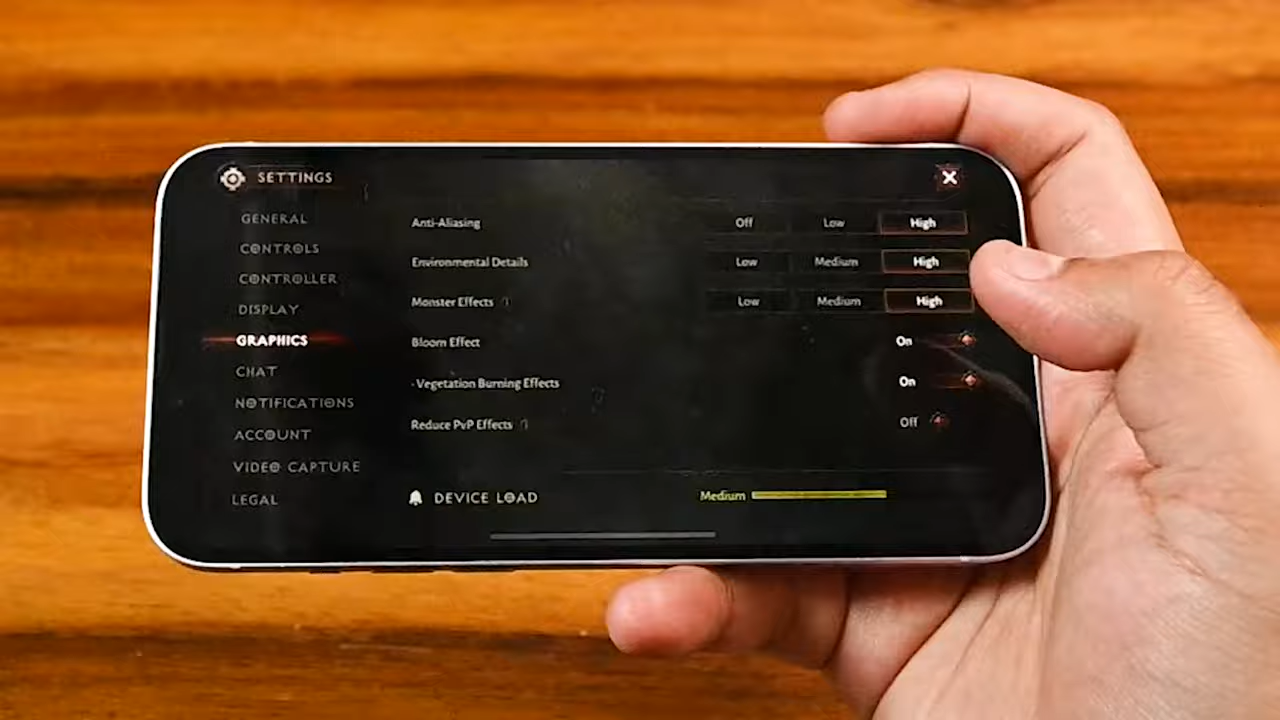 SETTINGS
GENERAL
CONTROLS
CONTROLLER
DISPLAY
GRAPHICS
CHAT
NOTIFICATIONS
ACCOUNT
VIDEO CAPTURE
LEGAL
Anti-Aliasing Off Low High
Environmental Details Low Medium High
Monster Effects Low Medium High
Bloom Effect On
- Vegetation Burning Effects On
Reduce PvP Effects Off
DEVICE LOAD Medium